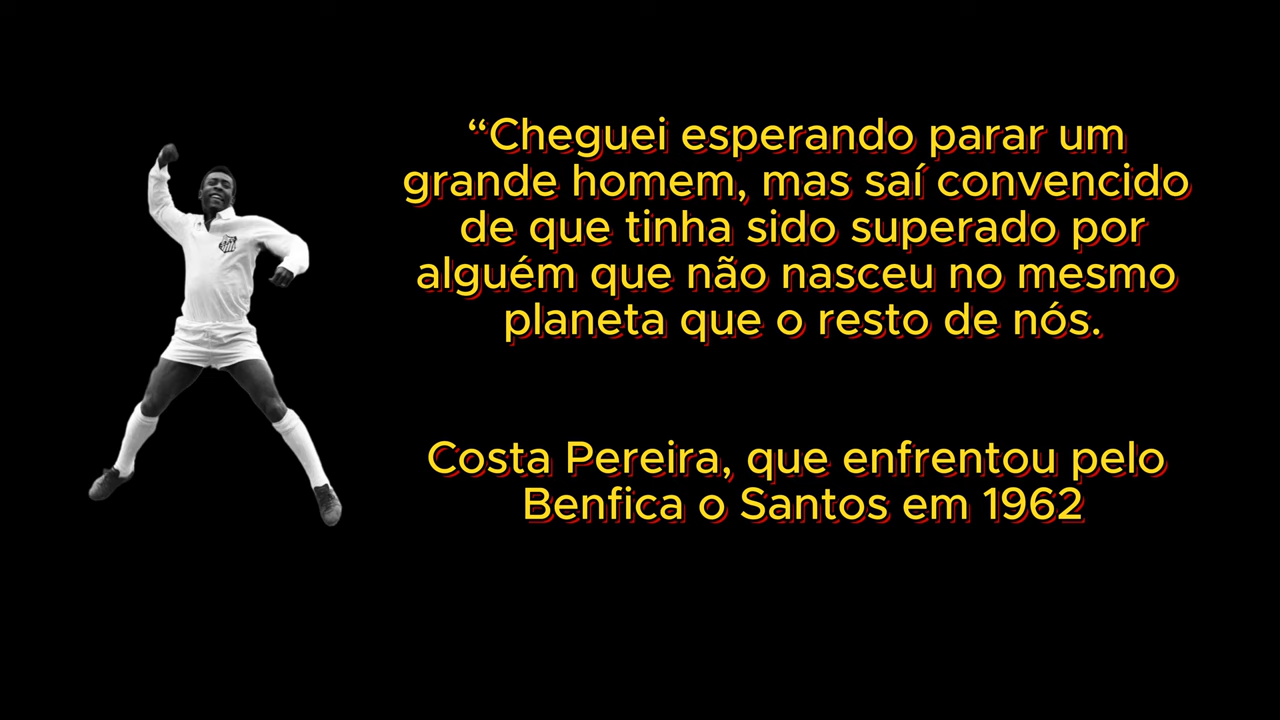 “Cheguei esperando parar um
grande homem, mas saí convencido
de que tinha sido superado por
alguém que não nasceu no mesmo
planeta que o resto de nós.
Costa Pereira, que enfrentou pelo
Benfica o Santos em 1962